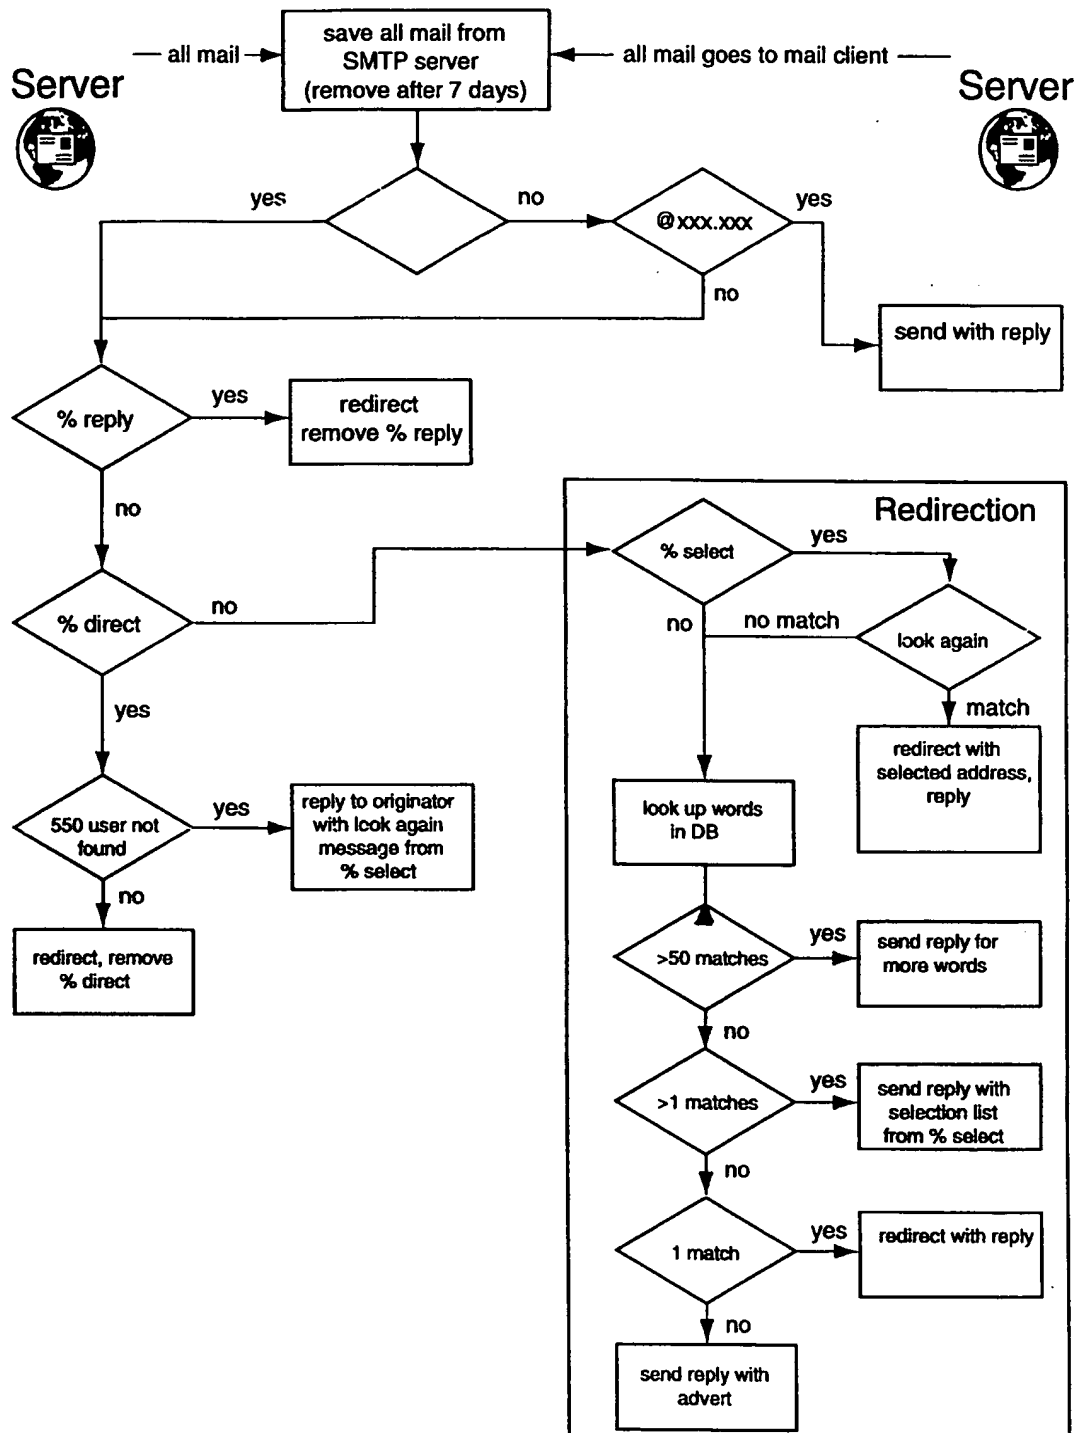 save all mail from
SMTP server
(remove after 7 days)
all mail
all mail goes to mail client
Server
Server
yes
no
@xxx.xxx
yes
no
send with reply
% reply
yes
redirect
remove % reply
no
Redirection
% select
yes
% direct
no
no
no match
look again
yes
match
redirect with
selected address,
reply
look up words
in DB
550 user not
found
yes
reply to originator
with look again
message from
% select
no
redirect, remove
% direct
>50 matches
yes
send reply for
more words
no
>1 matches
yes
send reply with
selection list
from % select
no
1 match
yes
redirect with reply
no
send reply with
advert